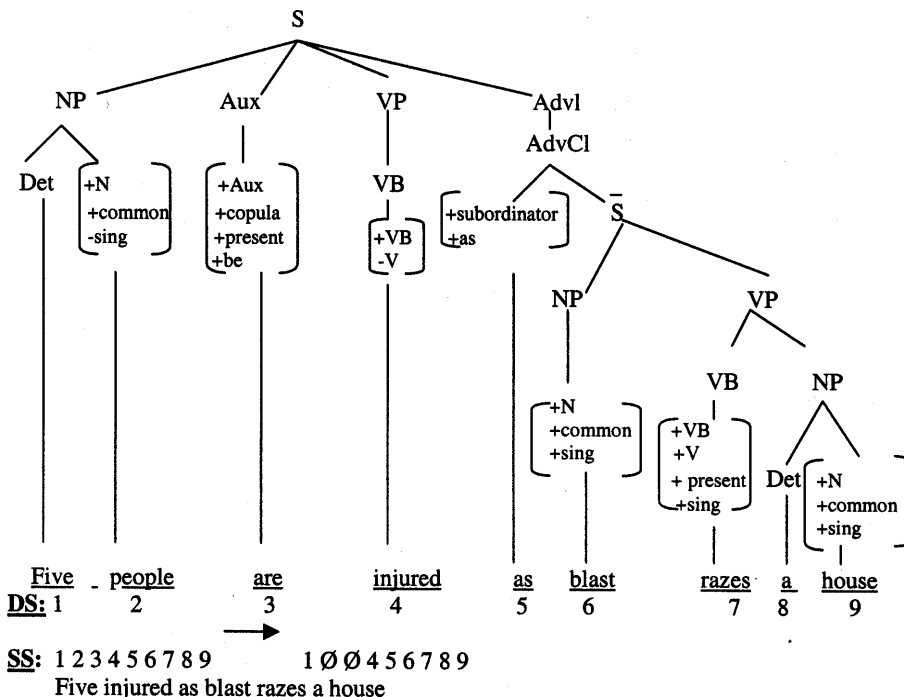 S
NP Aux VP Advl
AdvCl
Det +N +Aux VB +subordinator S̄
+common +copula +VB +as
-sing +present -V
+be
NP VP
VB NP
+N +VB
+common +V
+sing + present Det +N
+sing +common
+sing
Five people are injured as blast razes a house
DS: 1 2 3 4 5 6 7 8 9
SS: 1 2 3 4 5 6 7 8 9 1 Ø Ø 4 5 6 7 8 9
Five injured as blast razes a house